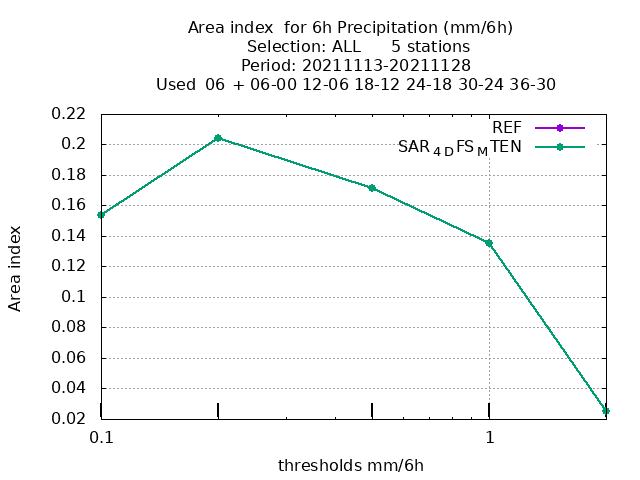 Area index  for 6h Precipitation (mm/6h)
Selection: ALL      5 stations
Period: 20211113-20211128
Used  06 + 06-00 12-06 18-12 24-18 30-24 36-30
REF
SAR4DFSMTEN
0.22
0.2
0.18
0.16
0.14
0.12
0.1
0.08
0.06
0.04
0.02
Area index
0.1 1
thresholds mm/6h